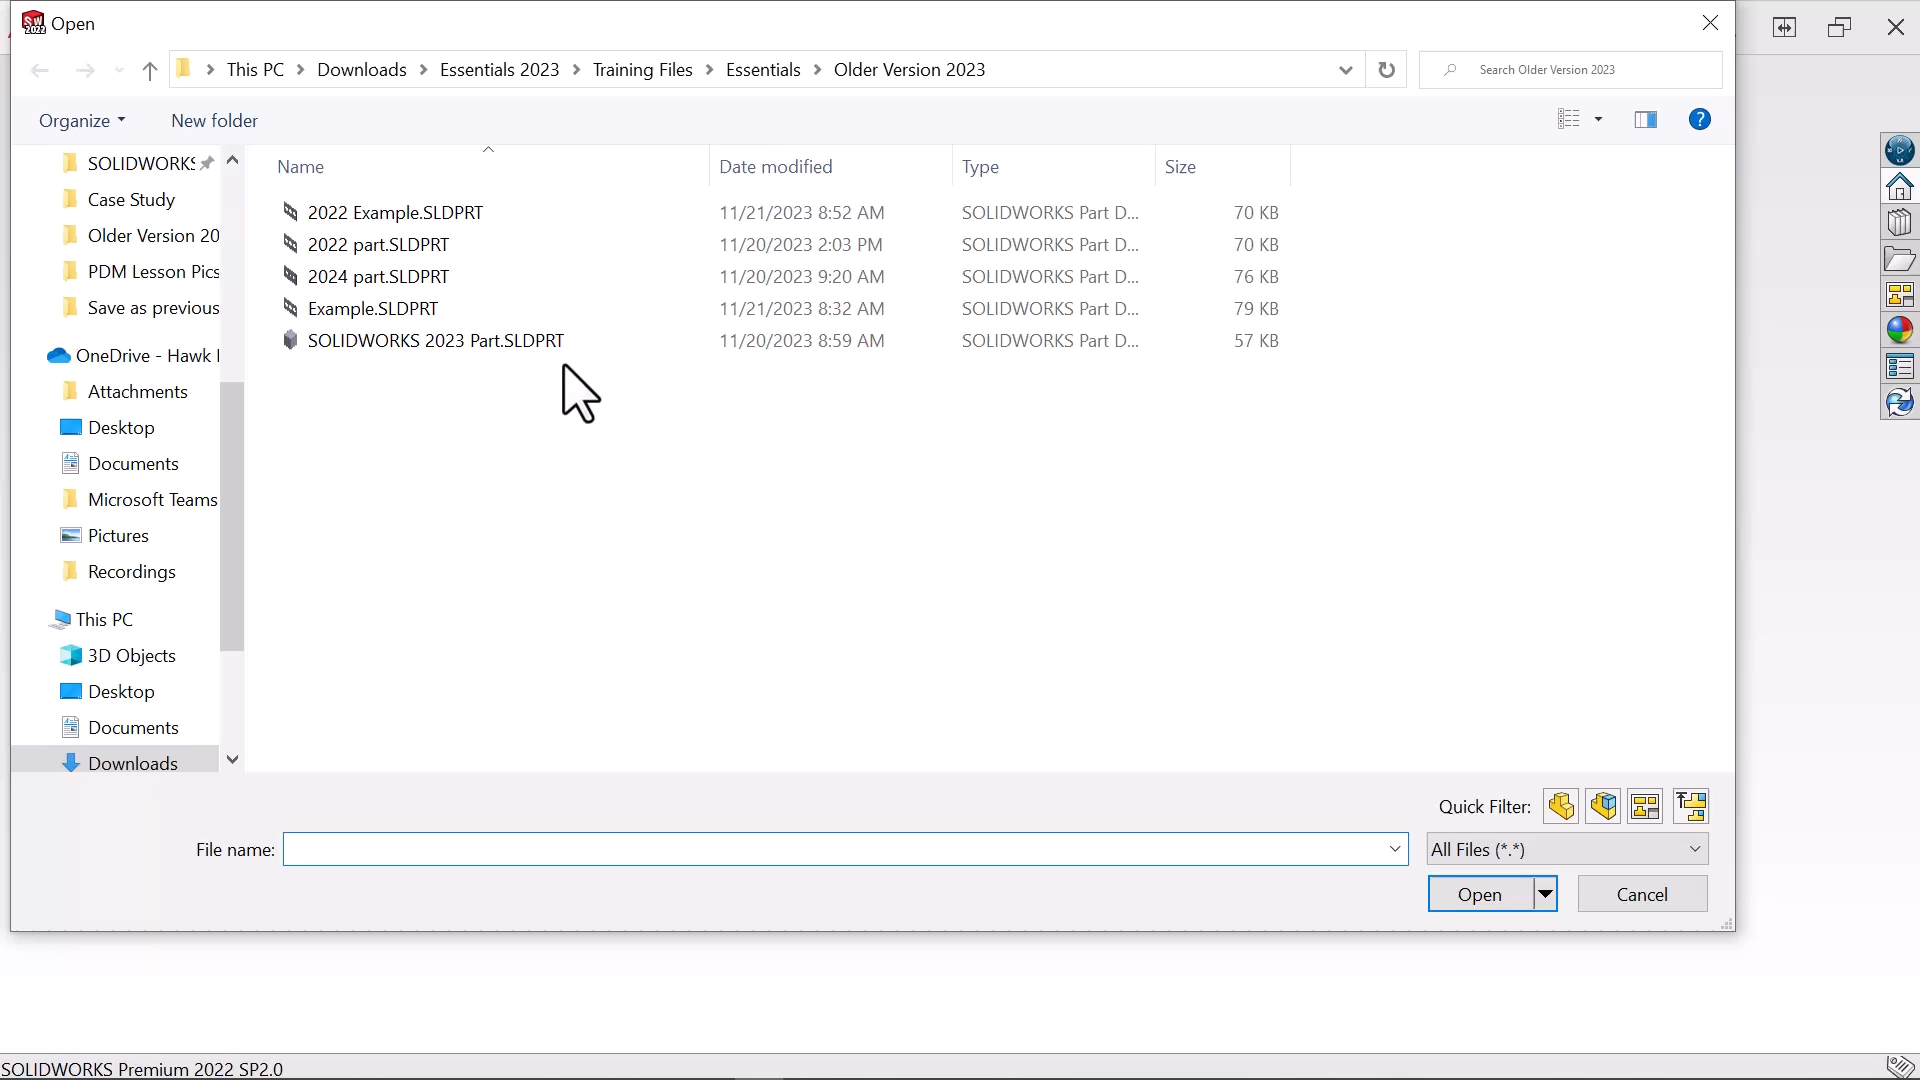 SW 2022 Open
This PC Downloads Essentials 2023 Training Files Essentials Older Version 2023 Search Older Version 2023
Organize New folder ?
SOLIDWORKS
Case Study
Older Version 20
PDM Lesson Pics
Save as previous
OneDrive - Hawk
Attachments
Desktop
Documents
Microsoft Teams
Pictures
Recordings
This PC
3D Objects
Desktop
Documents
Downloads
Name Date modified Type Size
2022 Example.SLDPRT 11/21/2023 8:52 AM SOLIDWORKS Part D... 70 KB
2022 part.SLDPRT 11/20/2023 2:03 PM SOLIDWORKS Part D... 70 KB
2024 part.SLDPRT 11/20/2023 9:20 AM SOLIDWORKS Part D... 76 KB
Example.SLDPRT 11/21/2023 8:32 AM SOLIDWORKS Part D... 79 KB
SOLIDWORKS 2023 Part.SLDPRT 11/20/2023 8:59 AM SOLIDWORKS Part D... 57 KB
Quick Filter:
File name: All Files (*.*)
Open Cancel
SOLIDWORKS Premium 2022 SP2.0